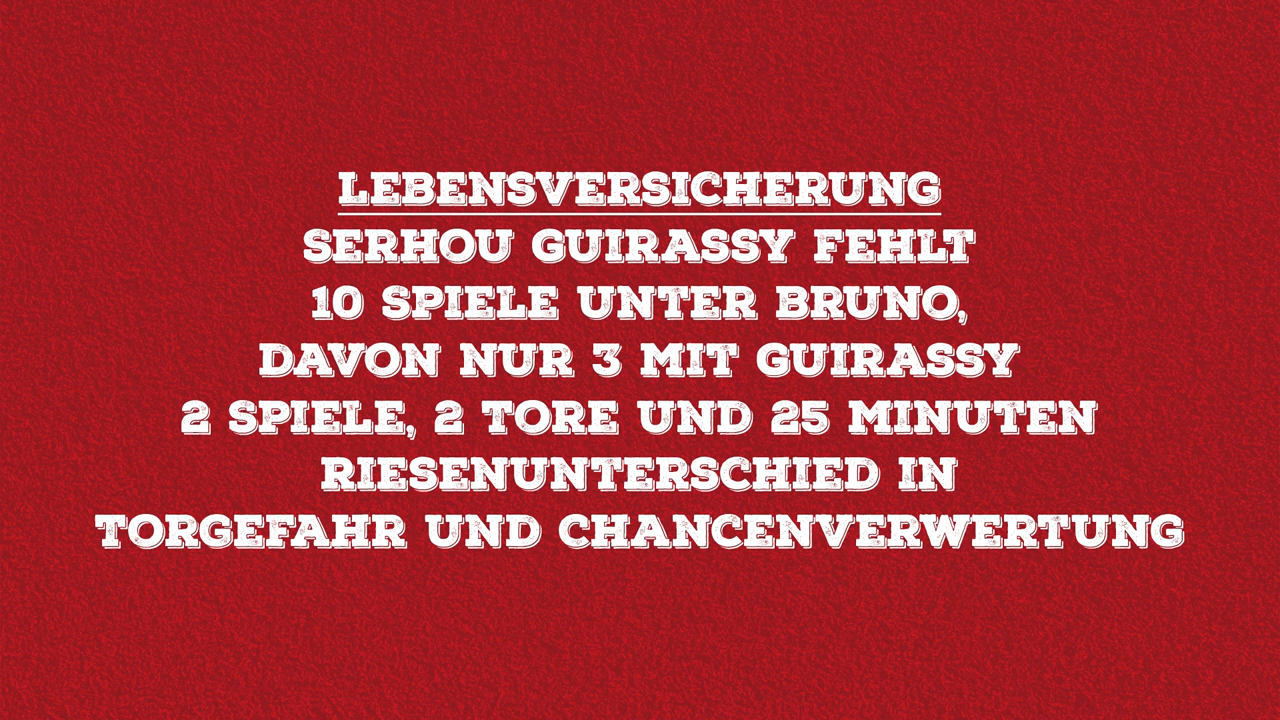 LEBENSVERSICHERUNG
SERHOU GUIRASSY FEHLT
10 SPIELE UNTER BRUNO,
DAVON NUR 3 MIT GUIRASSY
2 SPIELE, 2 TORE UND 25 MINUTEN
RIESENUNTERSCHIED IN
TORGEFAHR UND CHANCENVERWERTUNG